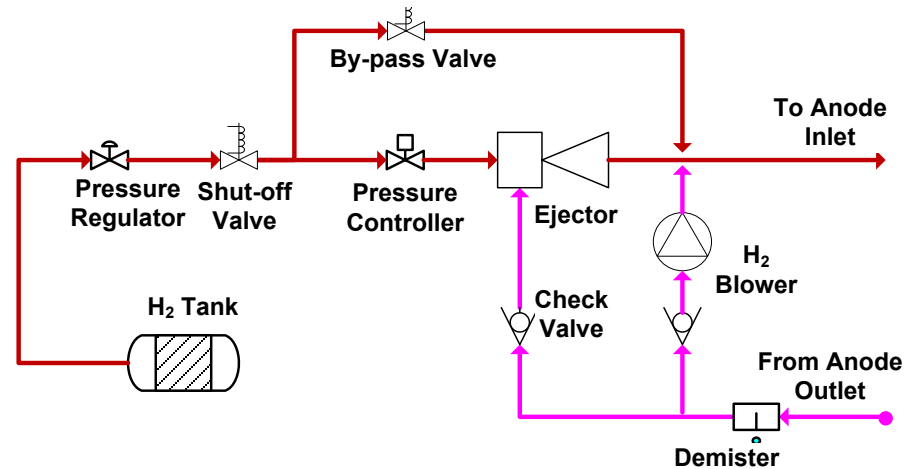 By-pass Valve
To Anode
Inlet
Pressure
Regulator
Shut-off
Valve
Pressure
Controller
Ejector
H₂
Blower
H₂ Tank
Check
Valve
From Anode
Outlet
Demister